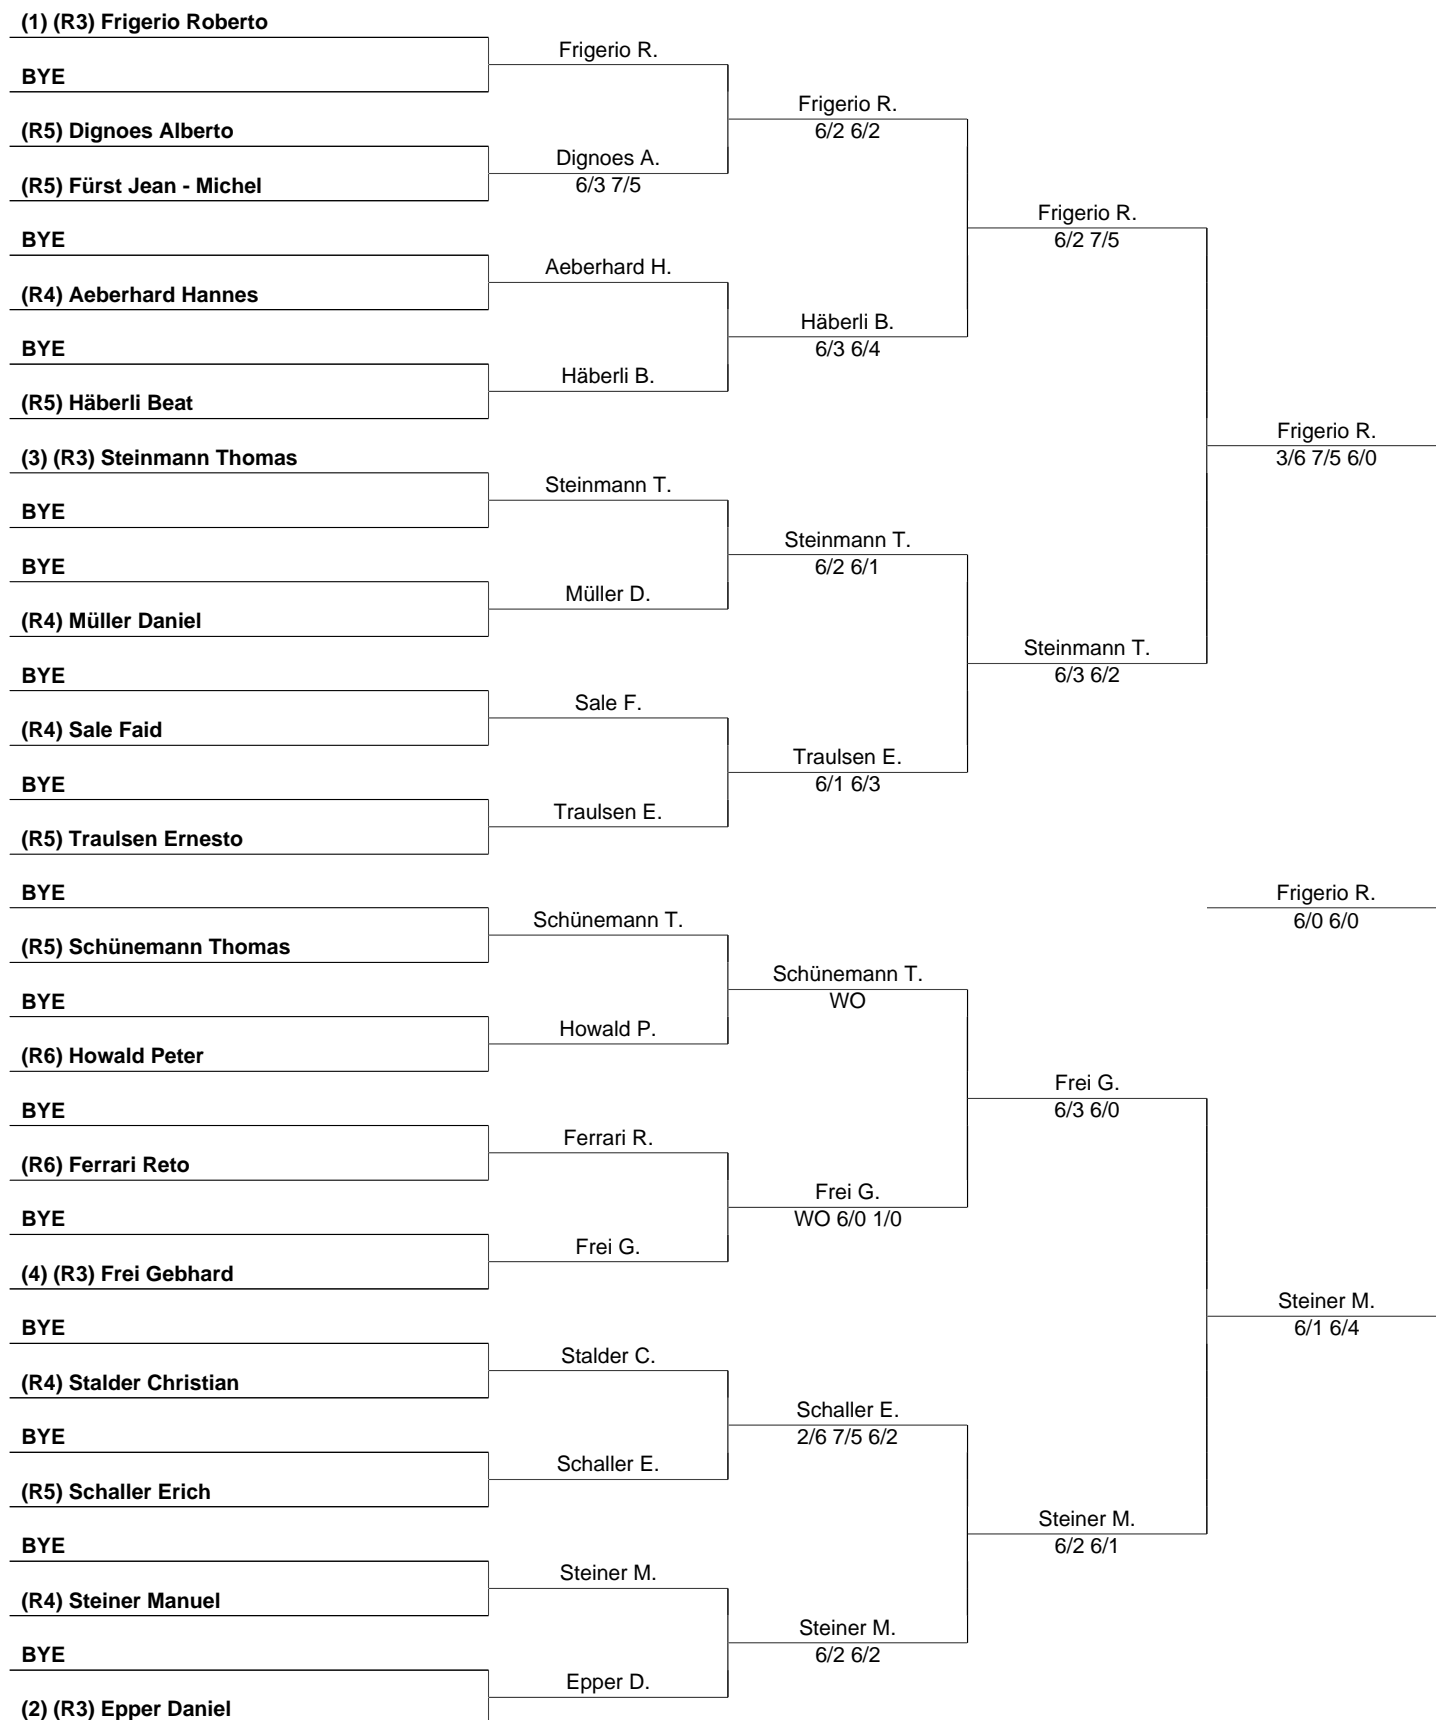 (1) (R3) Frigerio Roberto
Frigerio R.
BYE
Frigerio R.
6/2 6/2
(R5) Dignoes Alberto
Dignoes A.
6/3 7/5
(R5) Fürst Jean - Michel
Frigerio R.
6/2 7/5
BYE
Aeberhard H.
(R4) Aeberhard Hannes
Häberli B.
6/3 6/4
BYE
Häberli B.
(R5) Häberli Beat
Frigerio R.
3/6 7/5 6/0
(3) (R3) Steinmann Thomas
Steinmann T.
BYE
Steinmann T.
6/2 6/1
BYE
Müller D.
(R4) Müller Daniel
Steinmann T.
6/3 6/2
BYE
Sale F.
(R4) Sale Faid
Traulsen E.
6/1 6/3
BYE
Traulsen E.
(R5) Traulsen Ernesto
BYE
Frigerio R.
6/0 6/0
Schünemann T.
(R5) Schünemann Thomas
Schünemann T.
WO
BYE
Howald P.
(R6) Howald Peter
Frei G.
6/3 6/0
BYE
Ferrari R.
(R6) Ferrari Reto
Frei G.
WO 6/0 1/0
BYE
Frei G.
(4) (R3) Frei Gebhard
Steiner M.
6/1 6/4
BYE
Stalder C.
(R4) Stalder Christian
Schaller E.
2/6 7/5 6/2
BYE
Schaller E.
(R5) Schaller Erich
Steiner M.
6/2 6/1
BYE
Steiner M.
(R4) Steiner Manuel
Steiner M.
6/2 6/2
BYE
Epper D.
(2) (R3) Epper Daniel